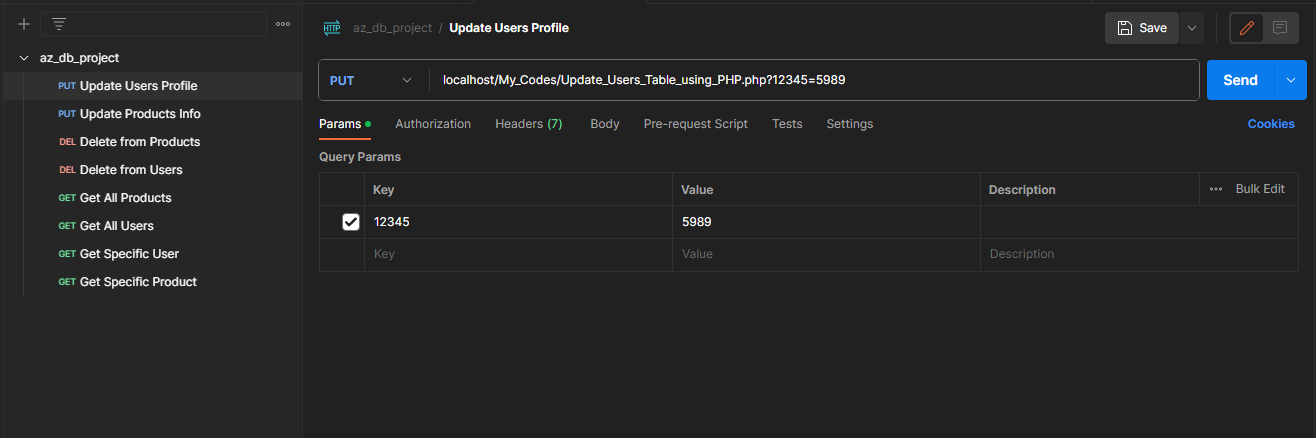 az_db_project
PUT Update Users Profile
PUT Update Products Info
DEL Delete from Products
DEL Delete from Users
GET Get All Products
GET Get All Users
GET Get Specific User
GET Get Specific Product
HTTP az_db_project / Update Users Profile
Save
PUT localhost/My_Codes/Update_Users_Table_using_PHP.php?12345=5989
Send
Params Authorization Headers (7) Body Pre-request Script Tests Settings Cookies
Query Params
Key Value Description Bulk Edit
12345 5989
Key Value Description